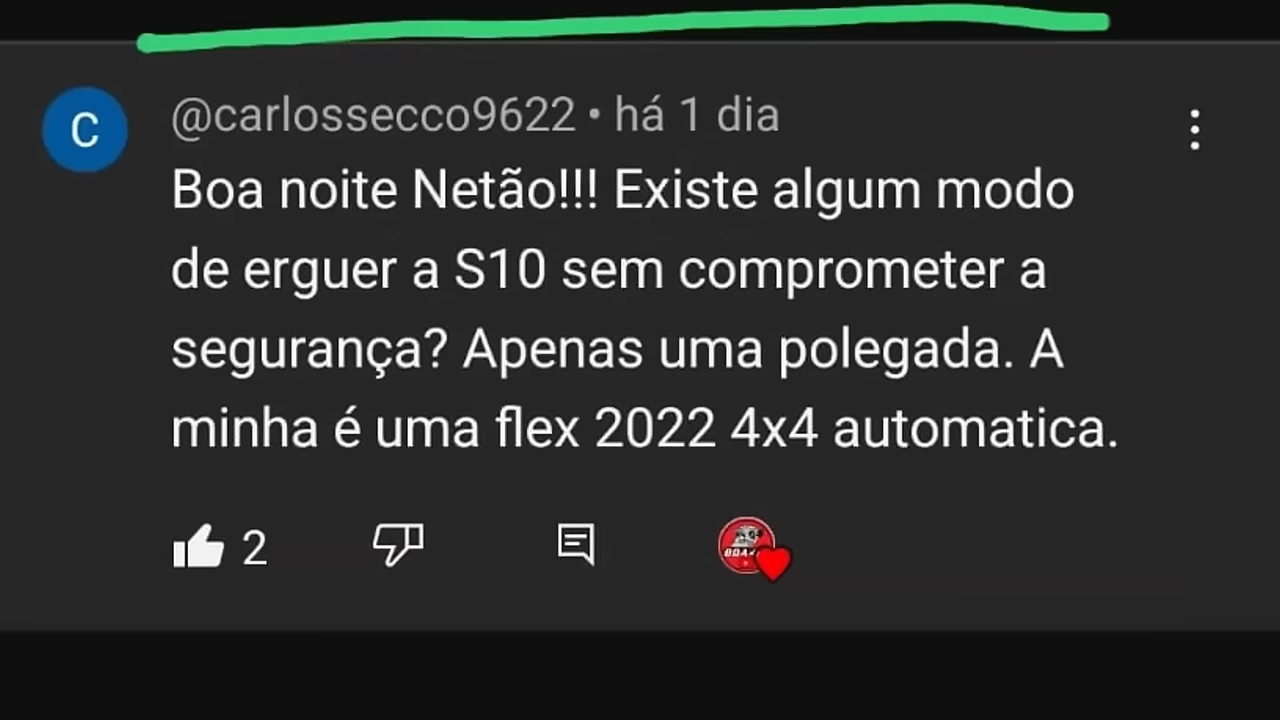 C
@carlossecco9622 • há 1 dia
Boa noite Netão!!! Existe algum modo
de erguer a S10 sem comprometer a
segurança? Apenas uma polegada. A
minha é uma flex 2022 4x4 automatica.
2